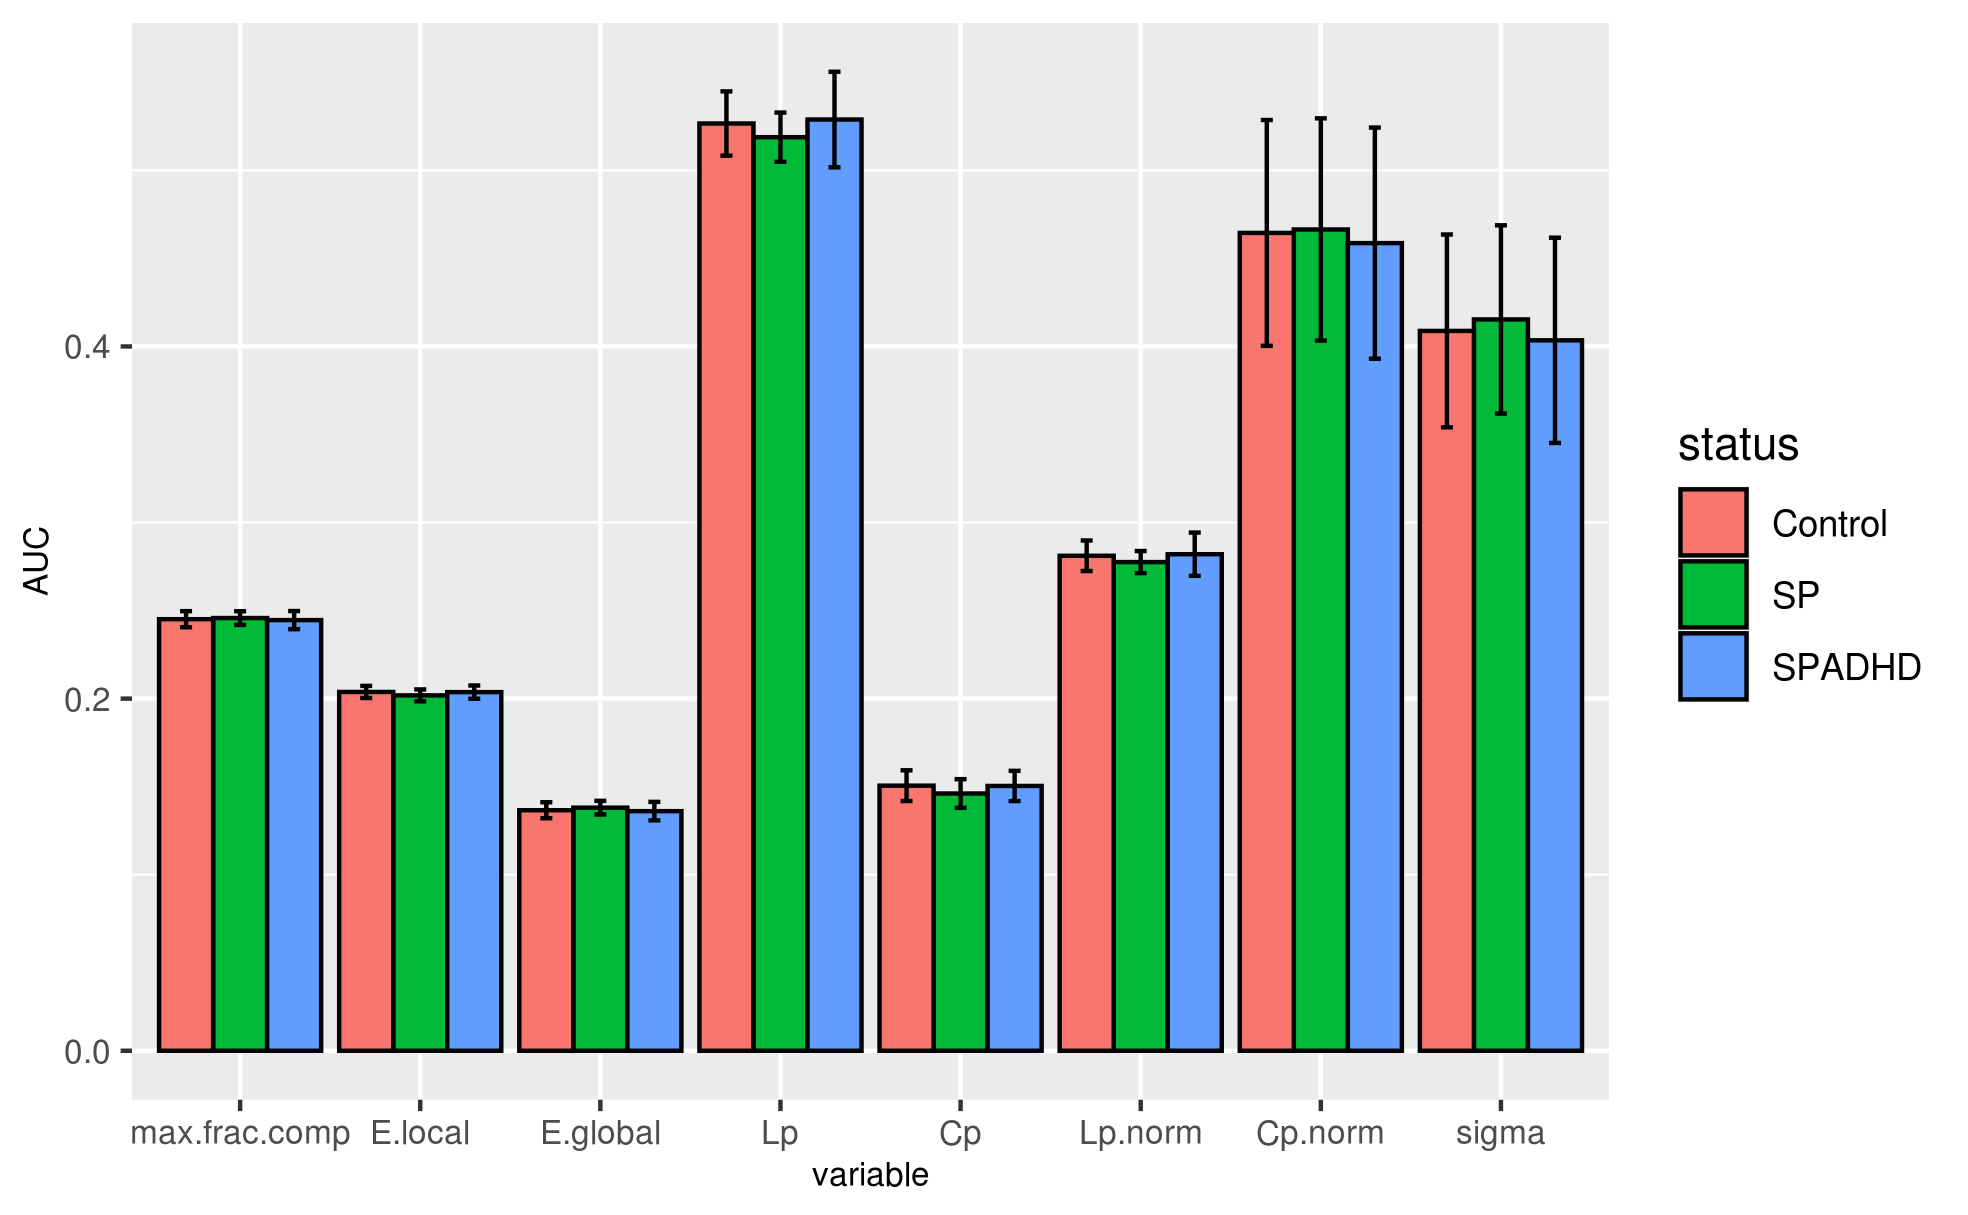 AUC
0.4
0.2
0.0
max.frac.comp E.local E.global Lp Cp Lp.norm Cp.norm sigma
variable
status
Control
SP
SPADHD